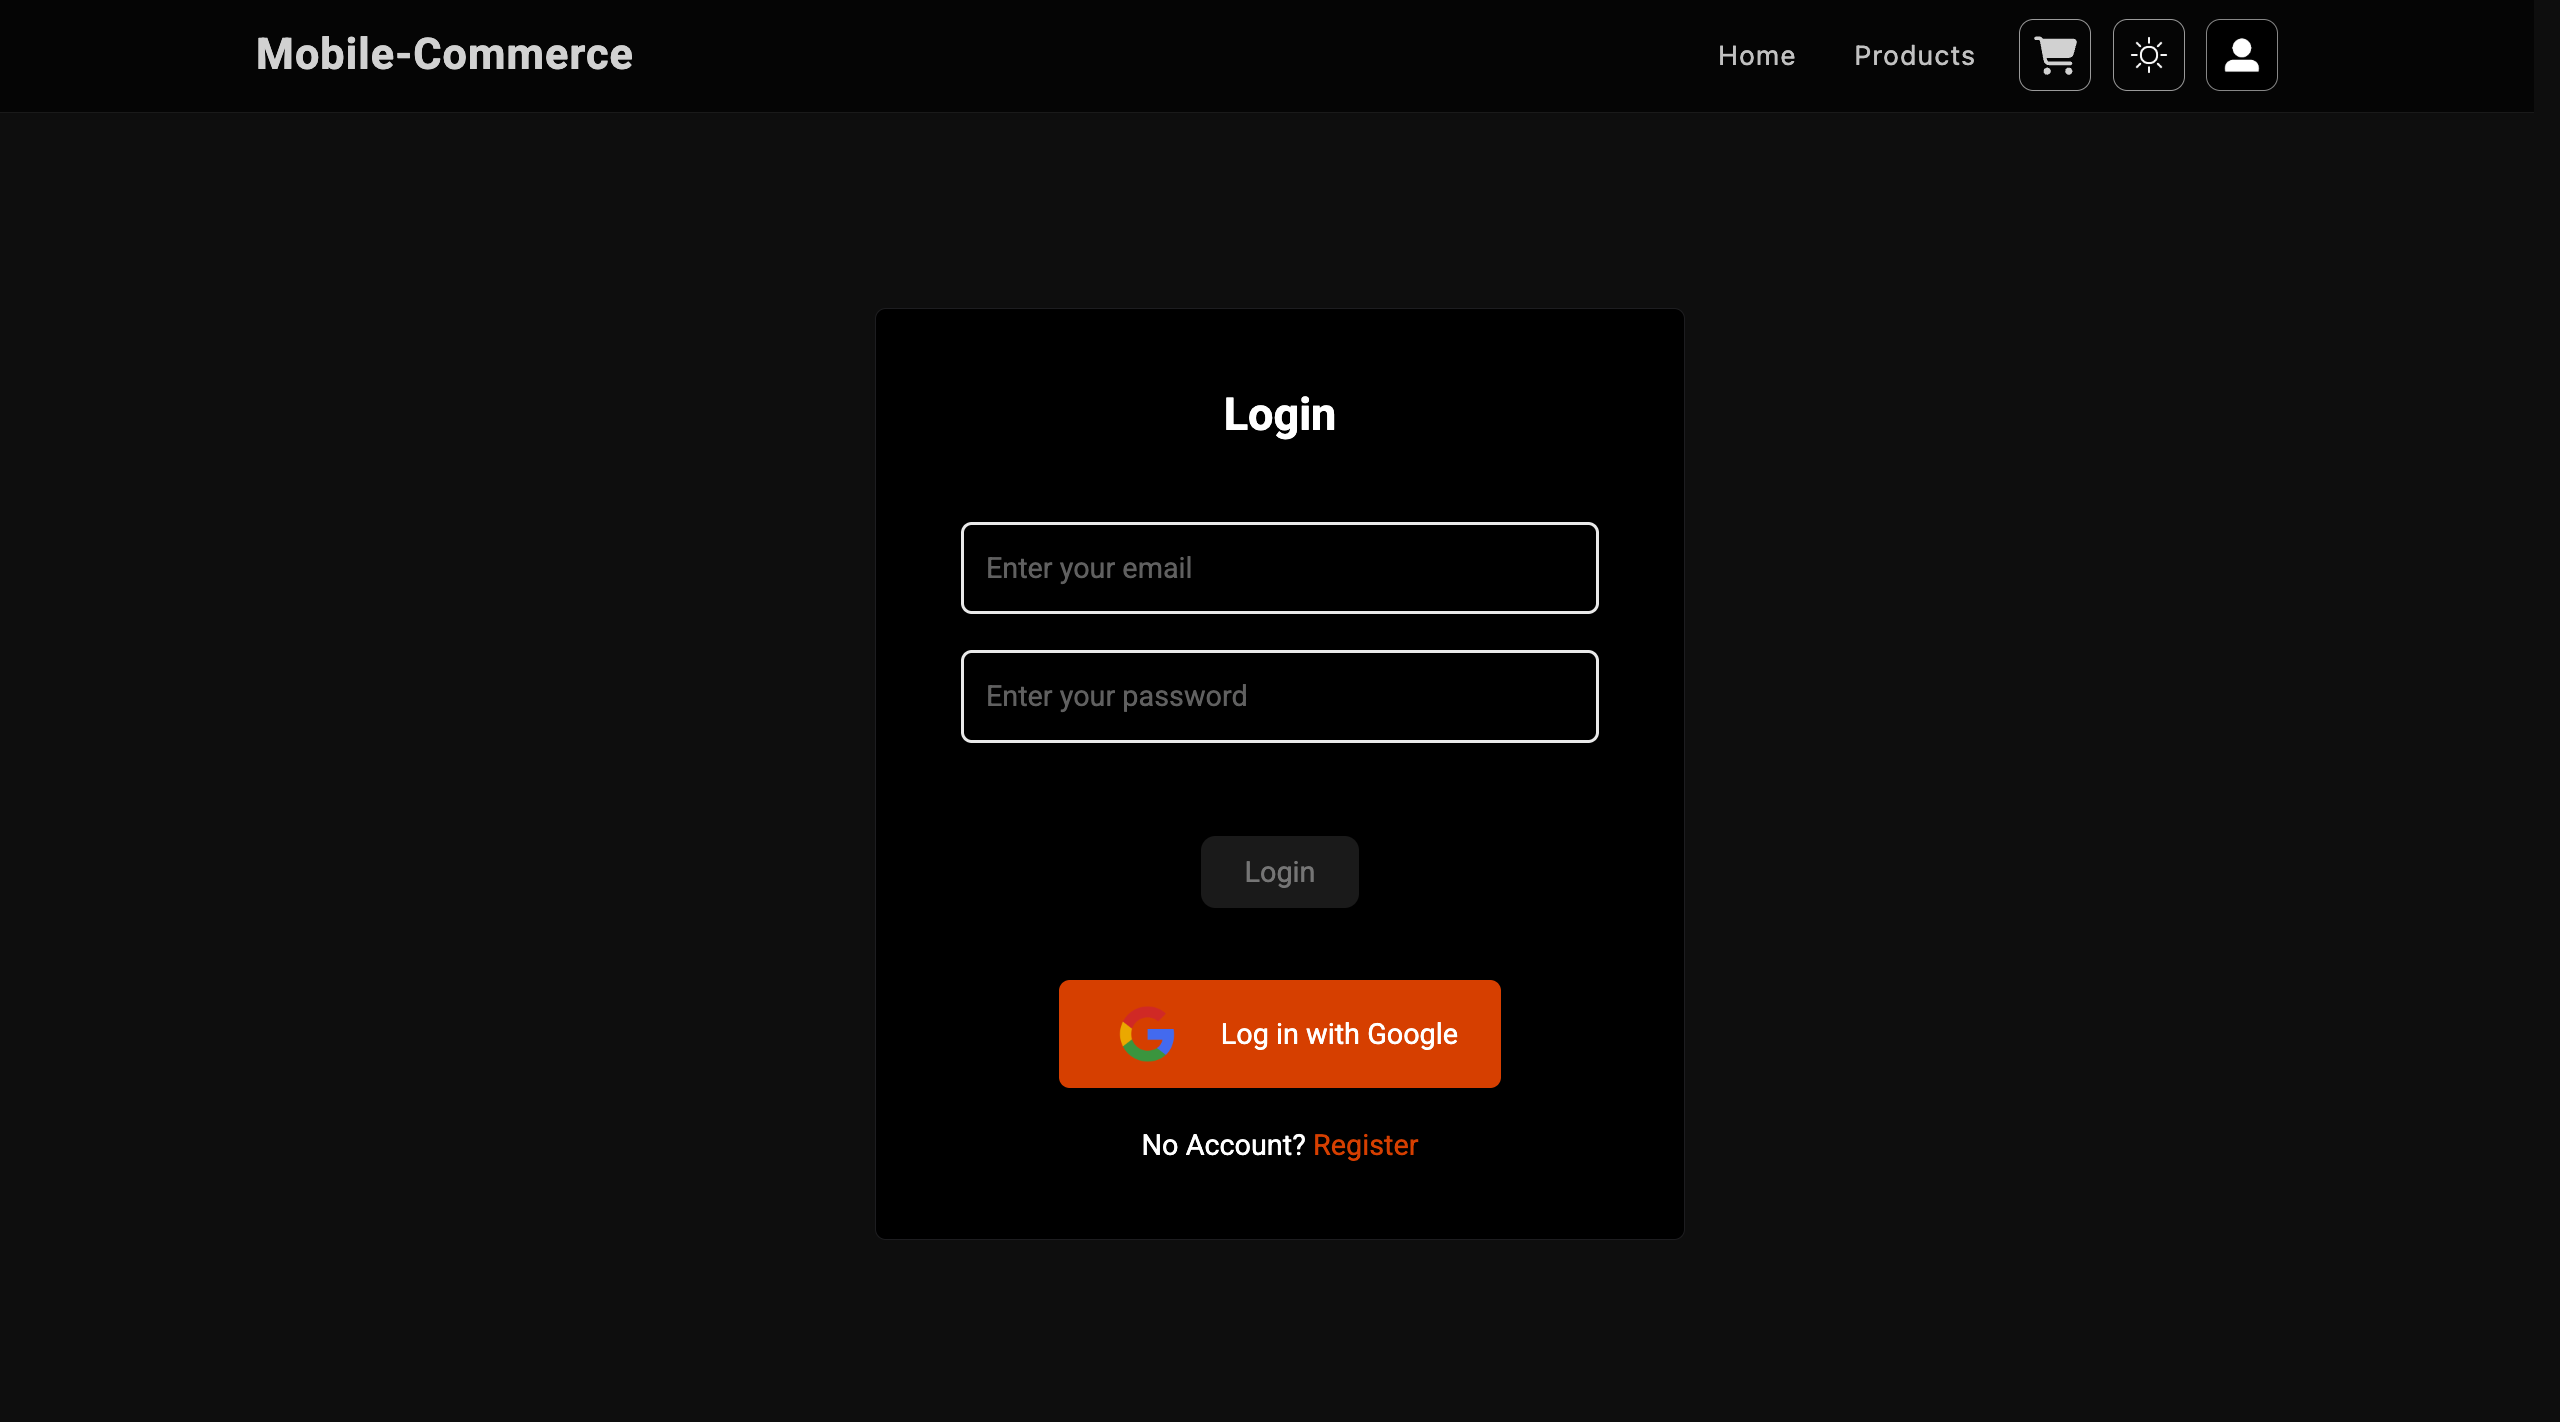 Mobile-Commerce
Home
Products
Login
Enter your email
Enter your password
Login
Log in with Google
No Account? Register